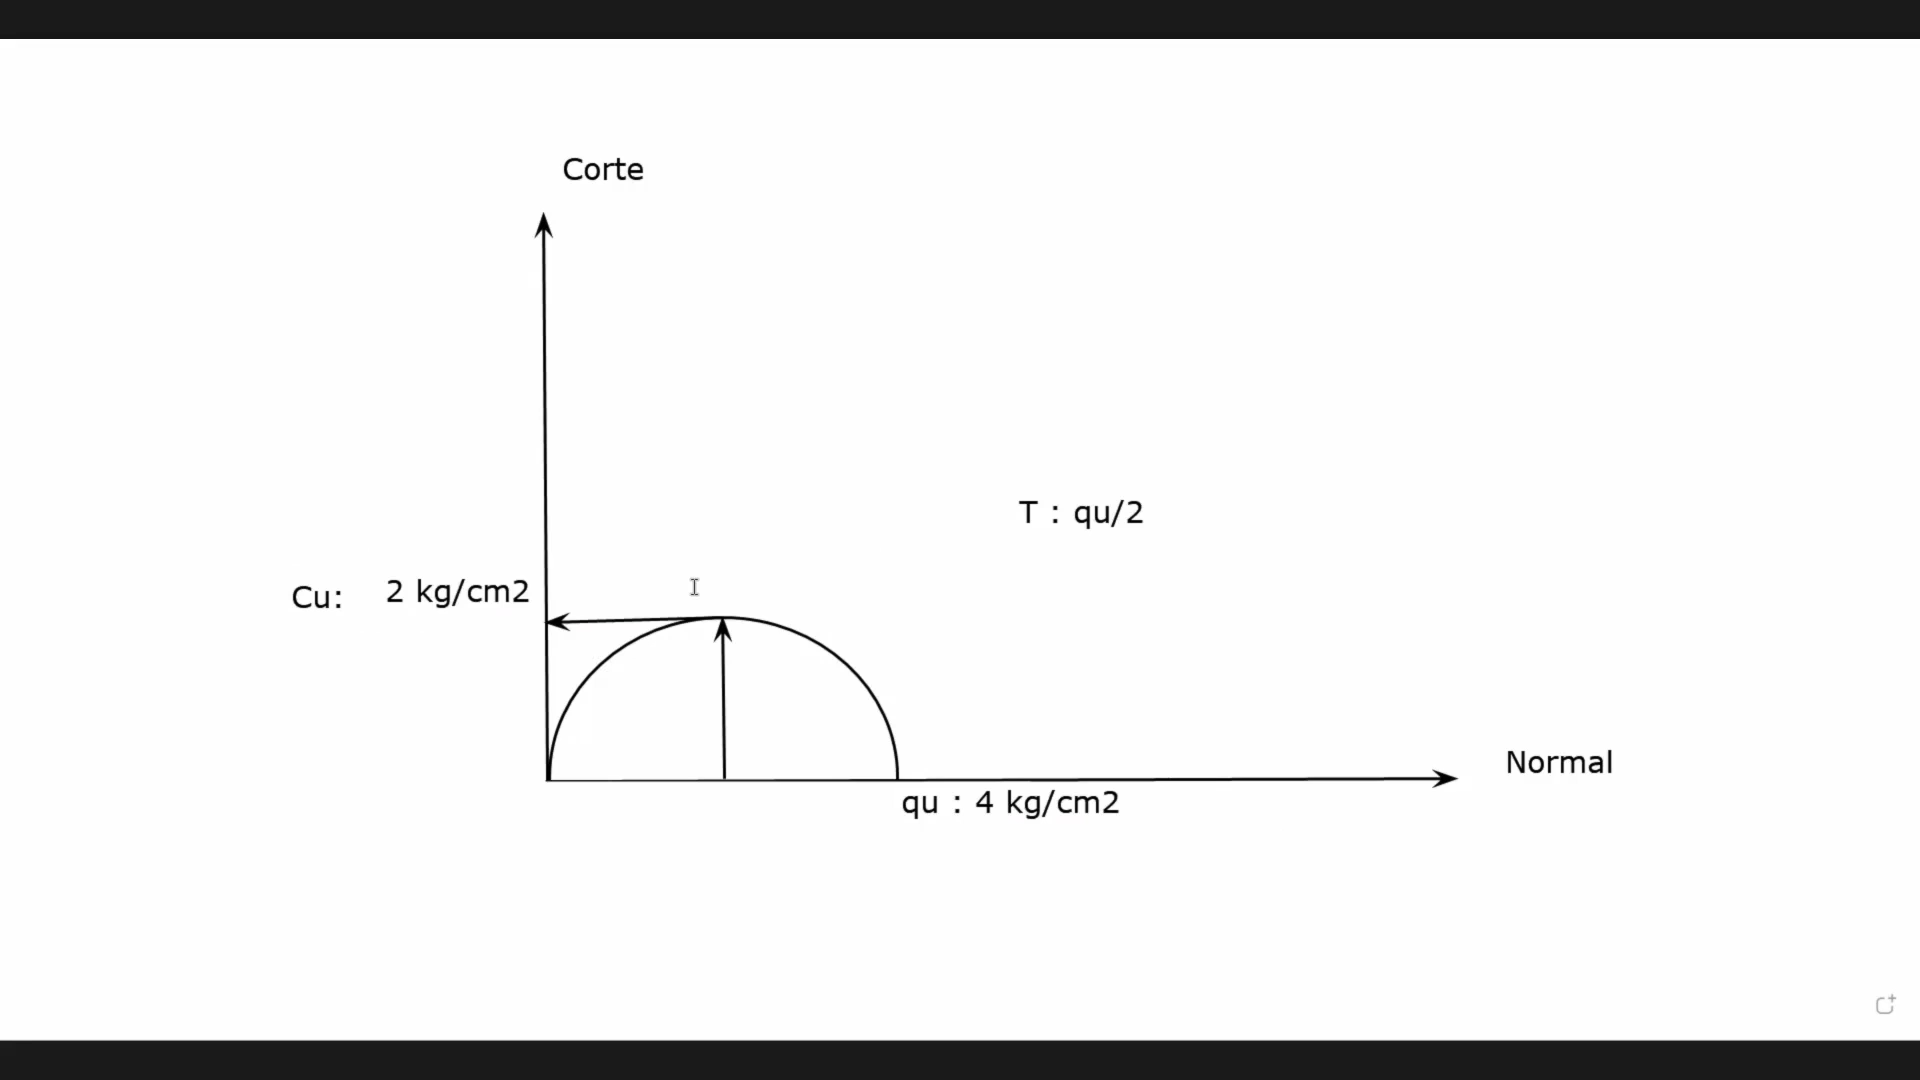 Corte
T : qu/2
Cu: 2 kg/cm2
Normal
qu : 4 kg/cm2